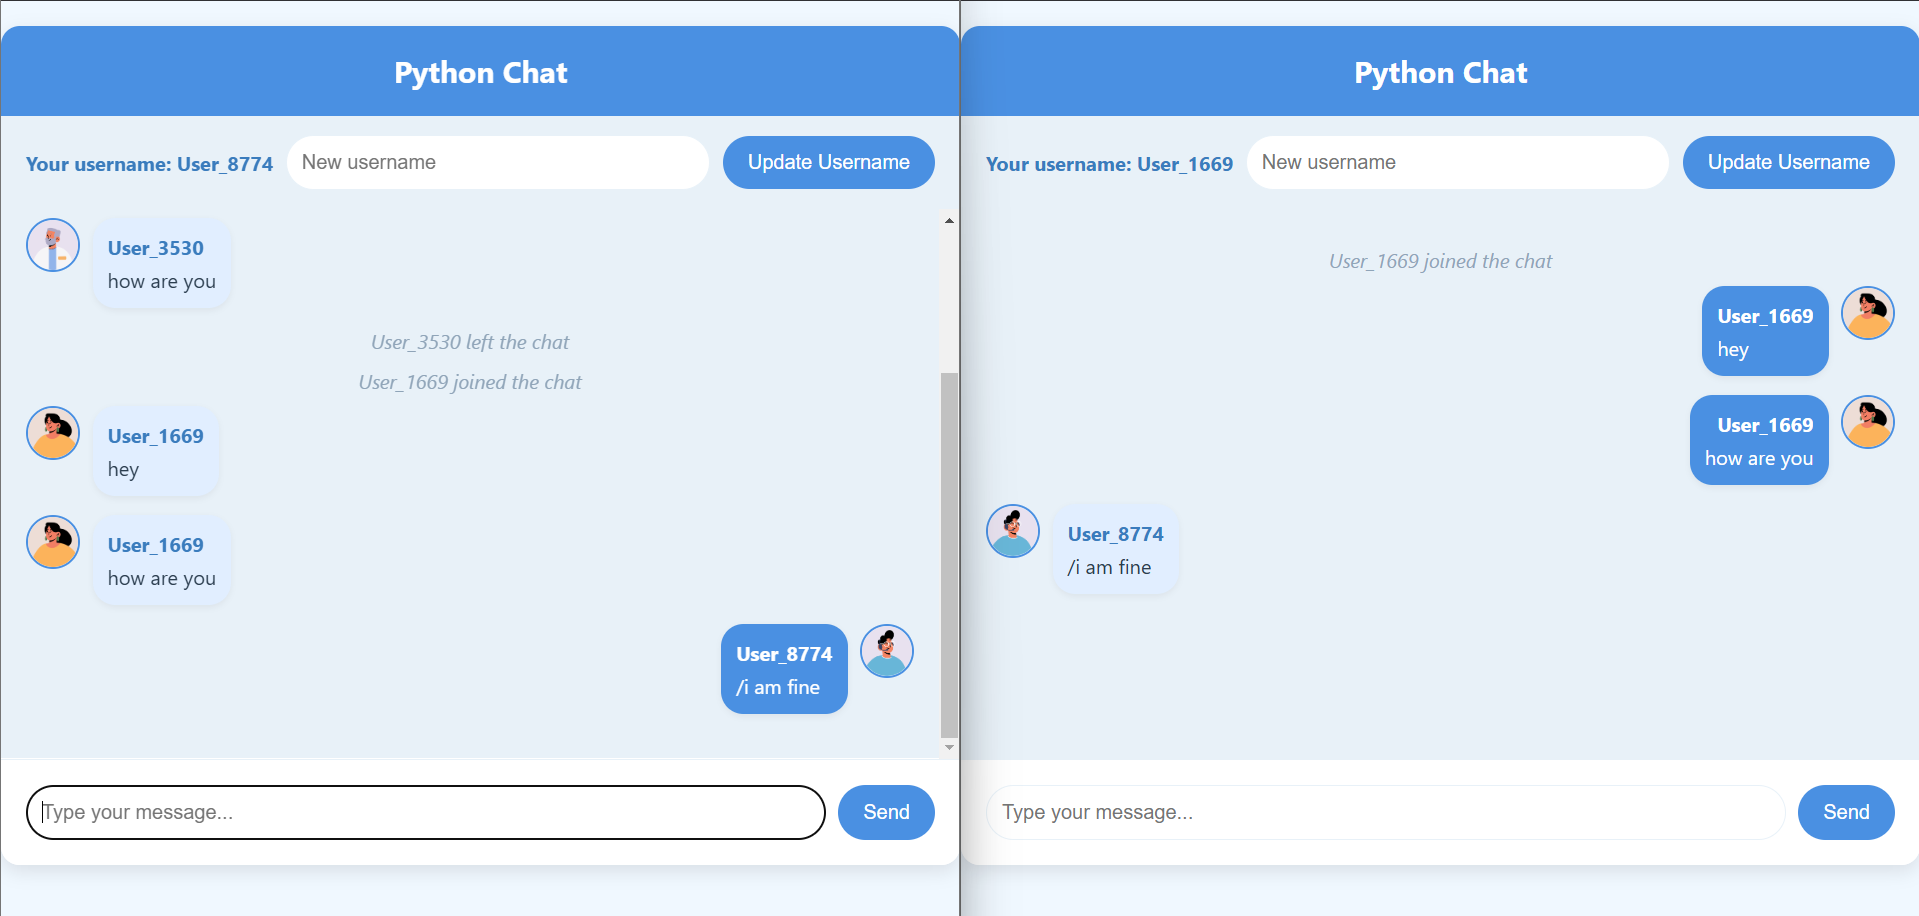 Python Chat
Your username: User_8774
New username
Update Username
User_3530
how are you
User_3530 left the chat
User_1669 joined the chat
User_1669
hey
User_1669
how are you
User_8774
/i am fine
Type your message...
Send
Python Chat
Your username: User_1669
New username
Update Username
User_1669 joined the chat
User_1669
hey
User_1669
how are you
User_8774
/i am fine
Type your message...
Send